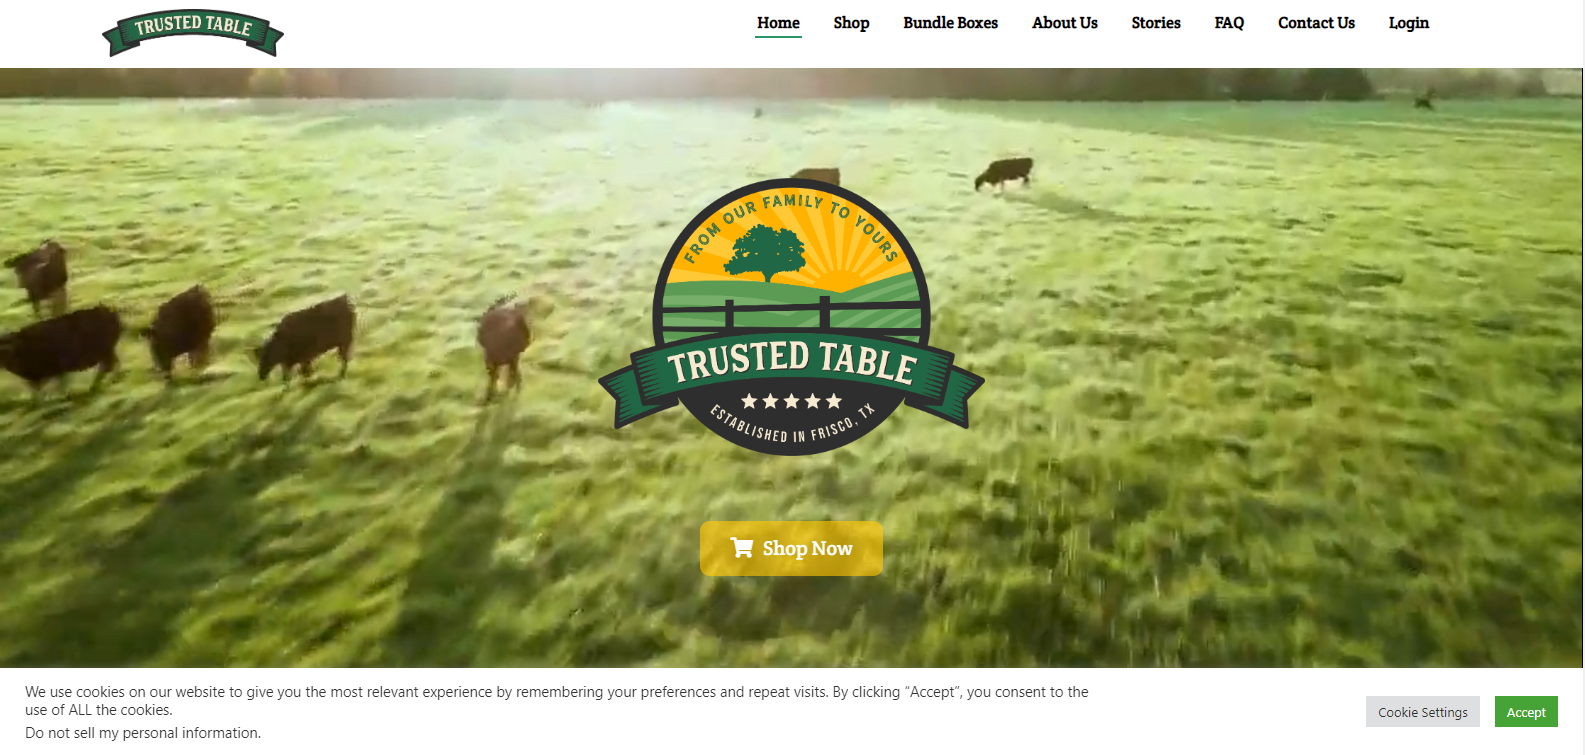 TRUSTED TABLE
Home Shop Bundle Boxes About Us Stories FAQ Contact Us Login
FROM OUR FAMILY TO YOURS
TRUSTED TABLE
ESTABLISHED IN FRISCO, TX
Shop Now
We use cookies on our website to give you the most relevant experience by remembering your preferences and repeat visits. By clicking “Accept”, you consent to the
use of ALL the cookies.
Do not sell my personal information.
Cookie Settings Accept